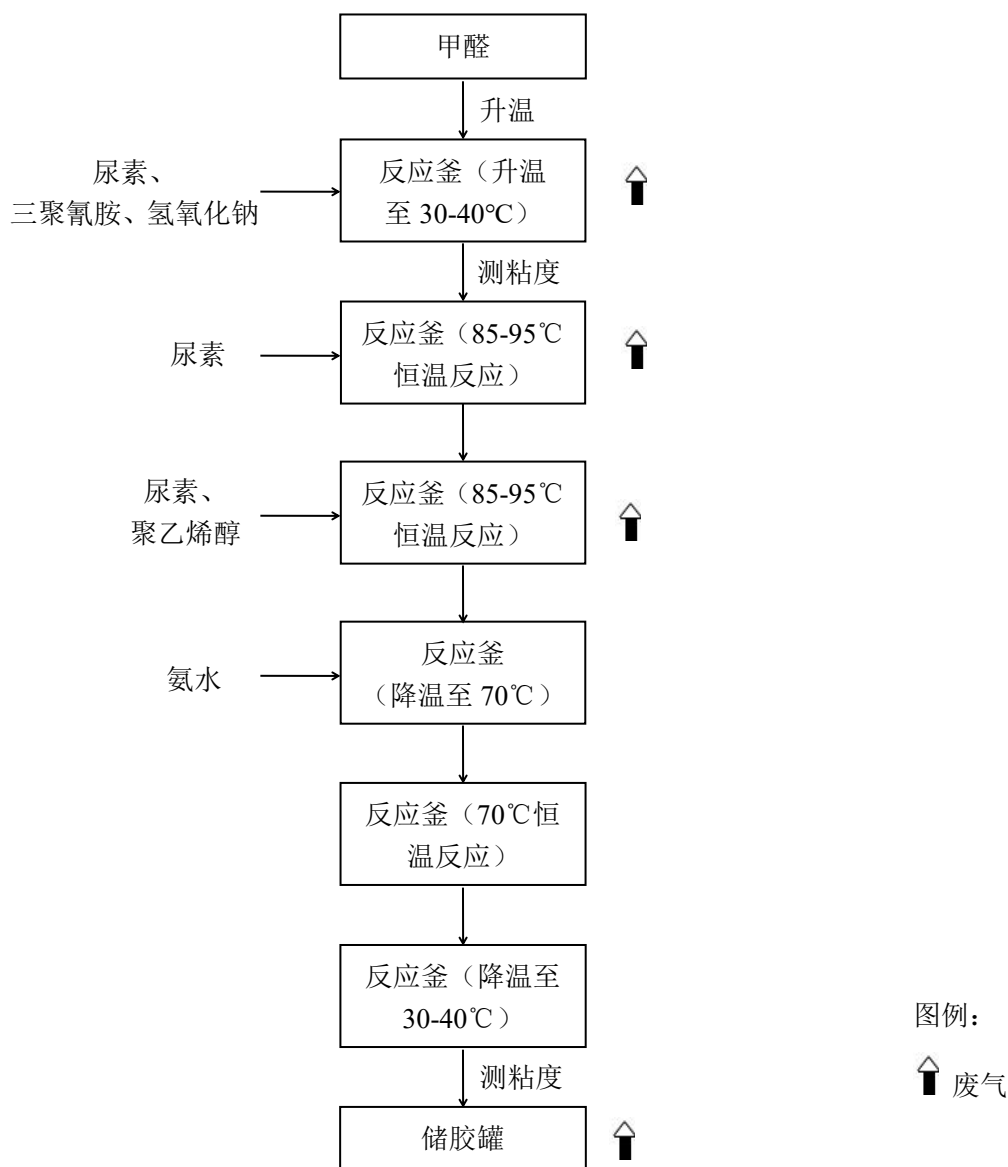 甲醛
升温
尿素、
三聚氰胺、氢氧化钠
反应釜（升温
至 30-40℃）
测粘度
尿素
反应釜（85-95℃
恒温反应）
尿素、
聚乙烯醇
反应釜（85-95℃
恒温反应）
氨水
反应釜
（降温至 70℃）
反应釜（70℃恒
温反应）
反应釜（降温至
30-40℃）
测粘度
储胶罐
图例：
废气